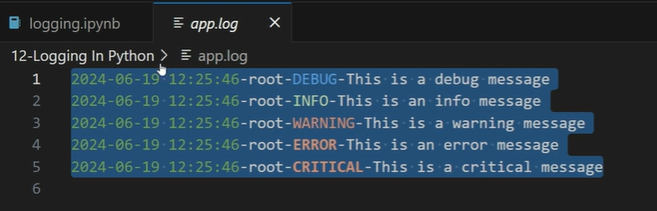 logging.ipynb app.log
12-Logging In Python > app.log
1 2024-06-19 12:25:46-root-DEBUG-This is a debug message
2 2024-06-19 12:25:46-root-INFO-This is an info message
3 2024-06-19 12:25:46-root-WARNING-This is a warning message
4 2024-06-19 12:25:46-root-ERROR-This is an error message
5 2024-06-19 12:25:46-root-CRITICAL-This is a critical message
6